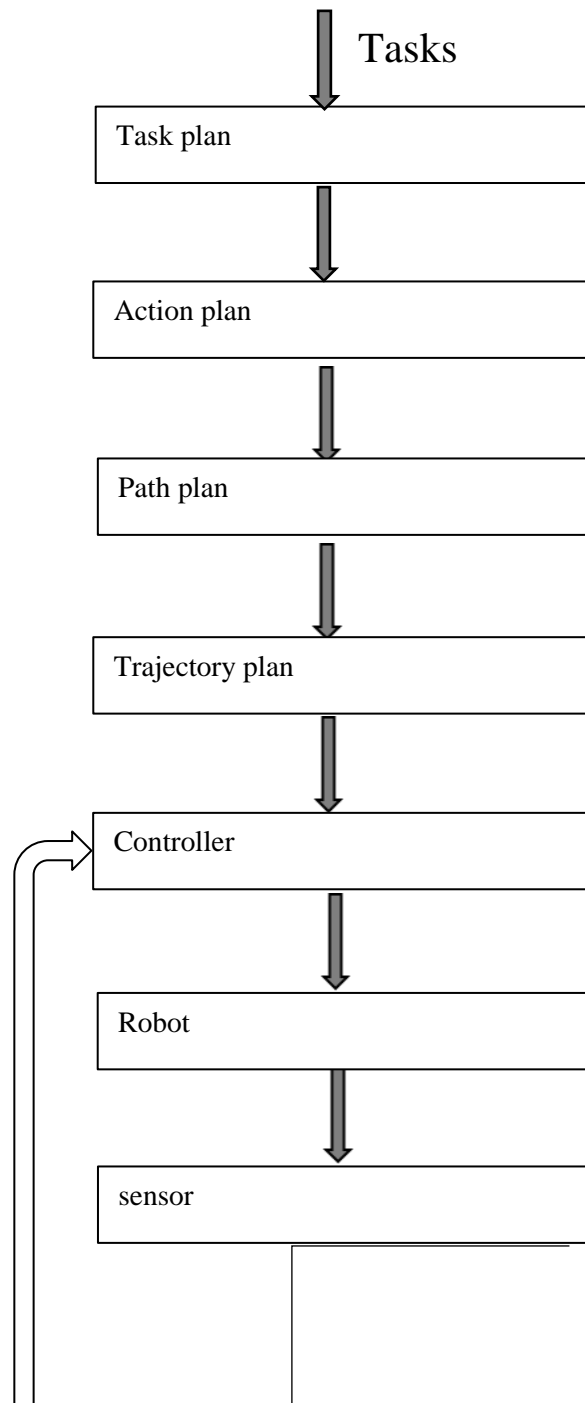 Tasks
Task plan
Action plan
Path plan
Trajectory plan
Controller
Robot
sensor